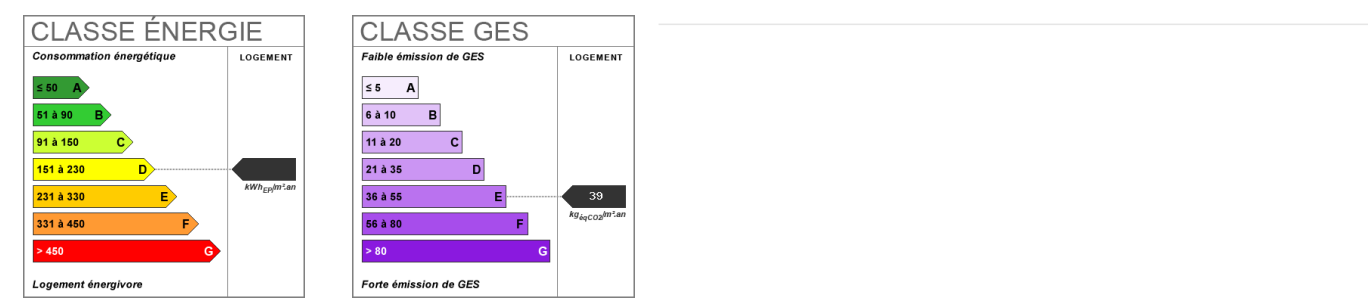 CLASSE ÉNERGIE
Consommation énergétique
LOGEMENT
≤ 50 A
51 à 90 B
91 à 150 C
151 à 230 D
kWhEP/m².an
231 à 330 E
331 à 450 F
> 450 G
Logement énergivore
CLASSE GES
Faible émission de GES
LOGEMENT
≤ 5 A
6 à 10 B
11 à 20 C
21 à 35 D
36 à 55 E
39
kgéqCO2/m².an
56 à 80 F
> 80 G
Forte émission de GES